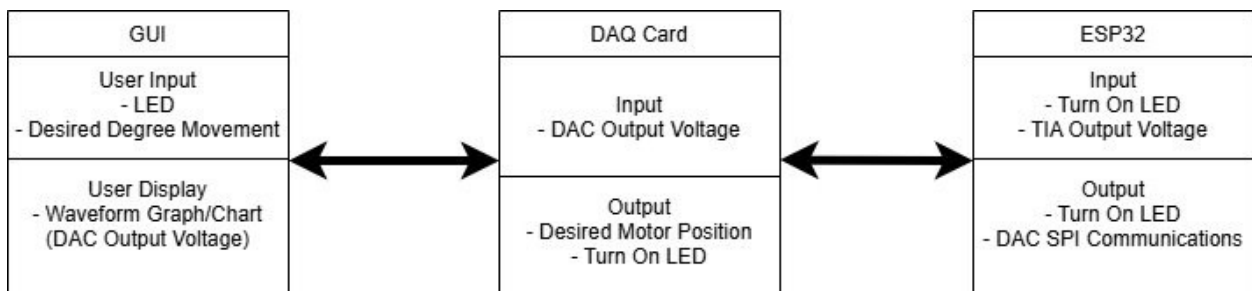 GUI
User Input
- LED
- Desired Degree Movement
User Display
- Waveform Graph/Chart
(DAC Output Voltage)
DAQ Card
Input
- DAC Output Voltage
Output
- Desired Motor Position
- Turn On LED
ESP32
Input
- Turn On LED
- TIA Output Voltage
Output
- Turn On LED
- DAC SPI Communications